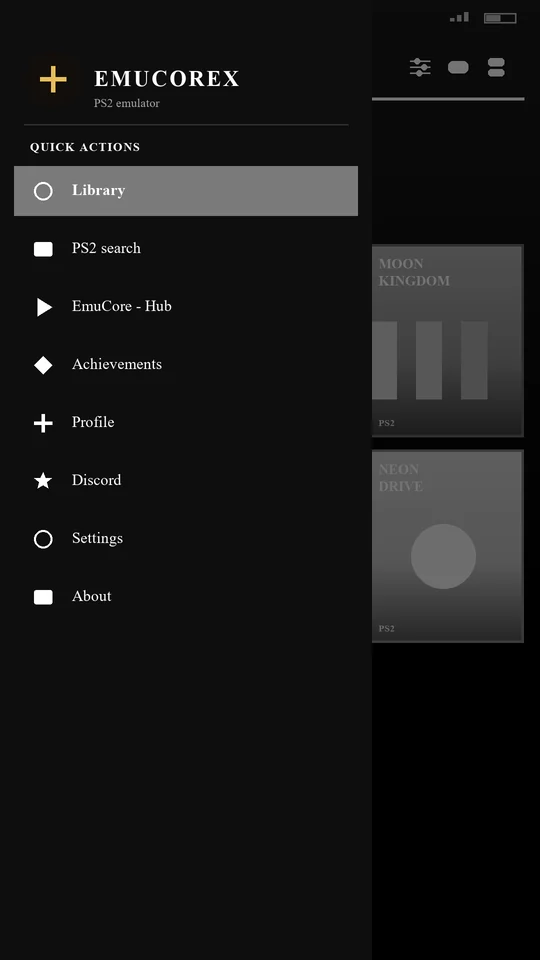 EMUCOREX
PS2 emulator
QUICK ACTIONS
Library
PS2 search
EmuCore - Hub
Achievements
Profile
Discord
Settings
About
MOON
KINGDOM
PS2
NEON
DRIVE
PS2